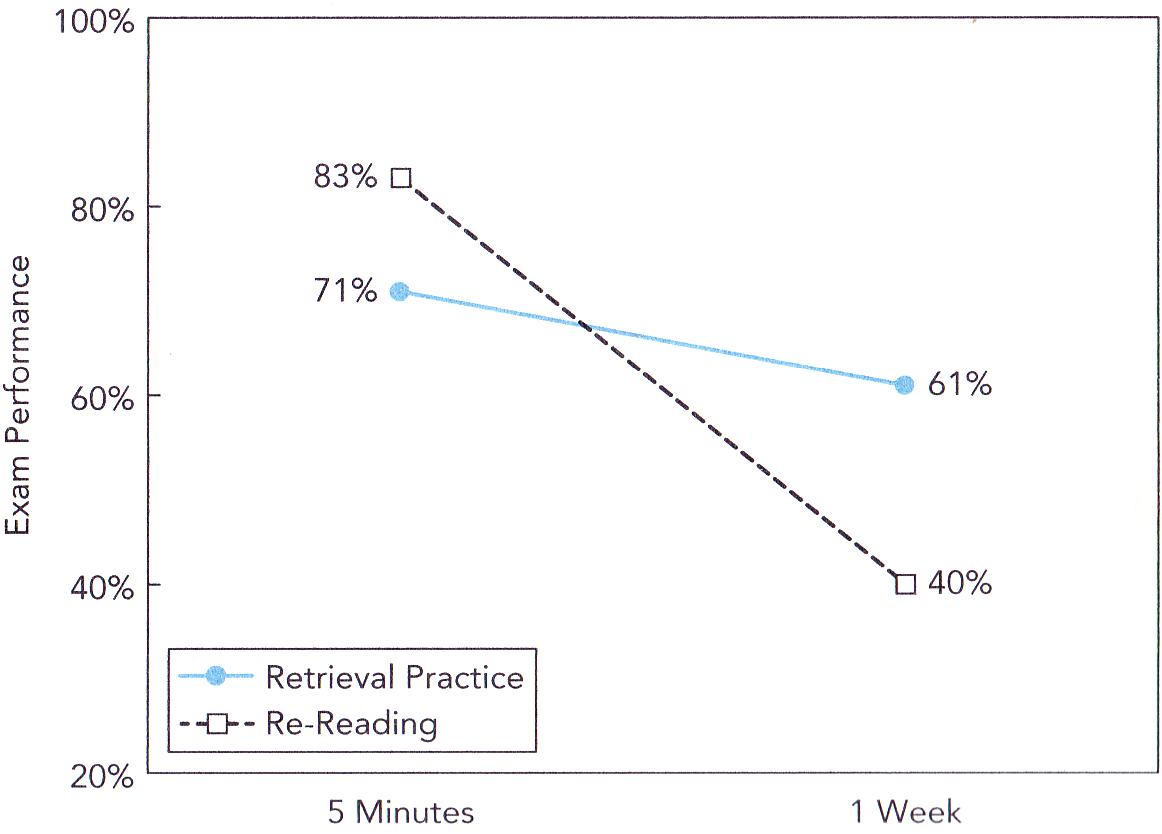 100%
83%
80%
71%
61%
60%
40%
40%
20%
Exam Performance
Retrieval Practice
Re-Reading
5 Minutes
1 Week